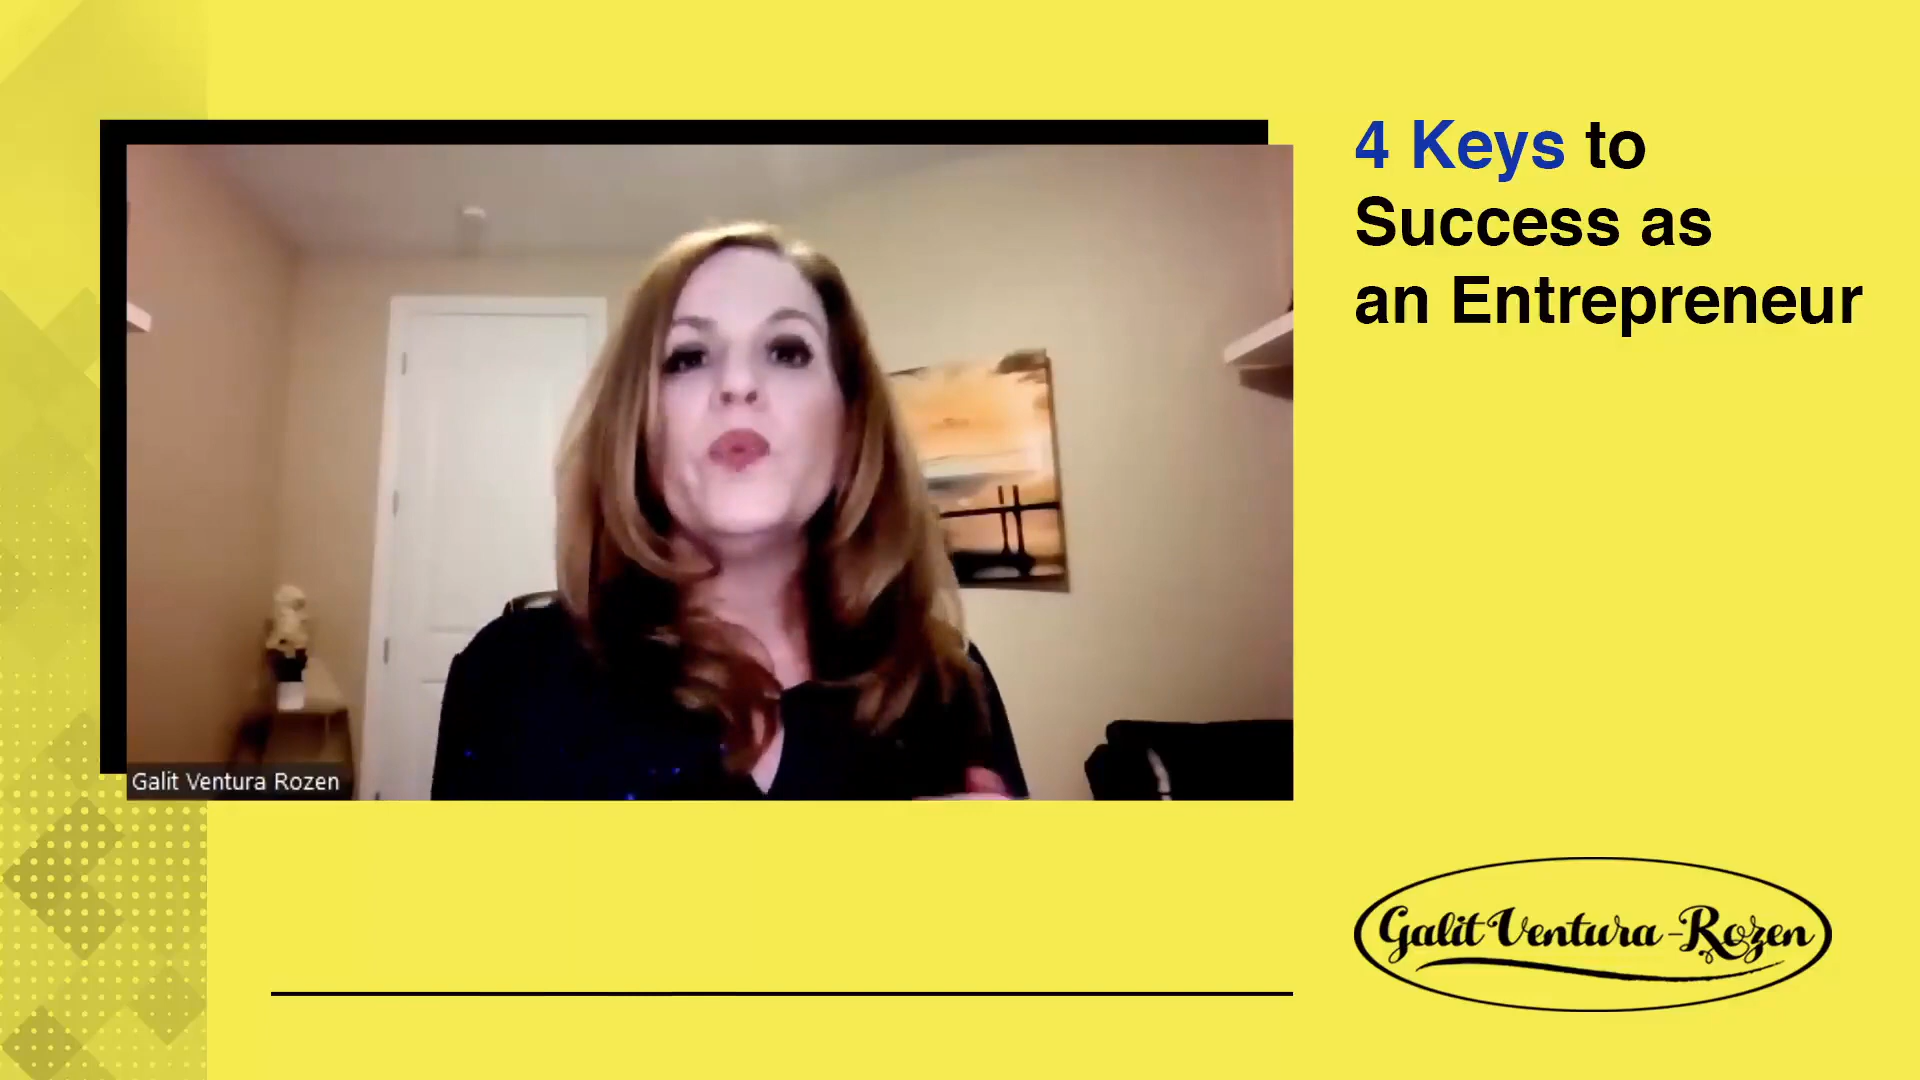 4 Keys to
Success as
an Entrepreneur
Galit Ventura Rozen
Galit Ventura-Rozen